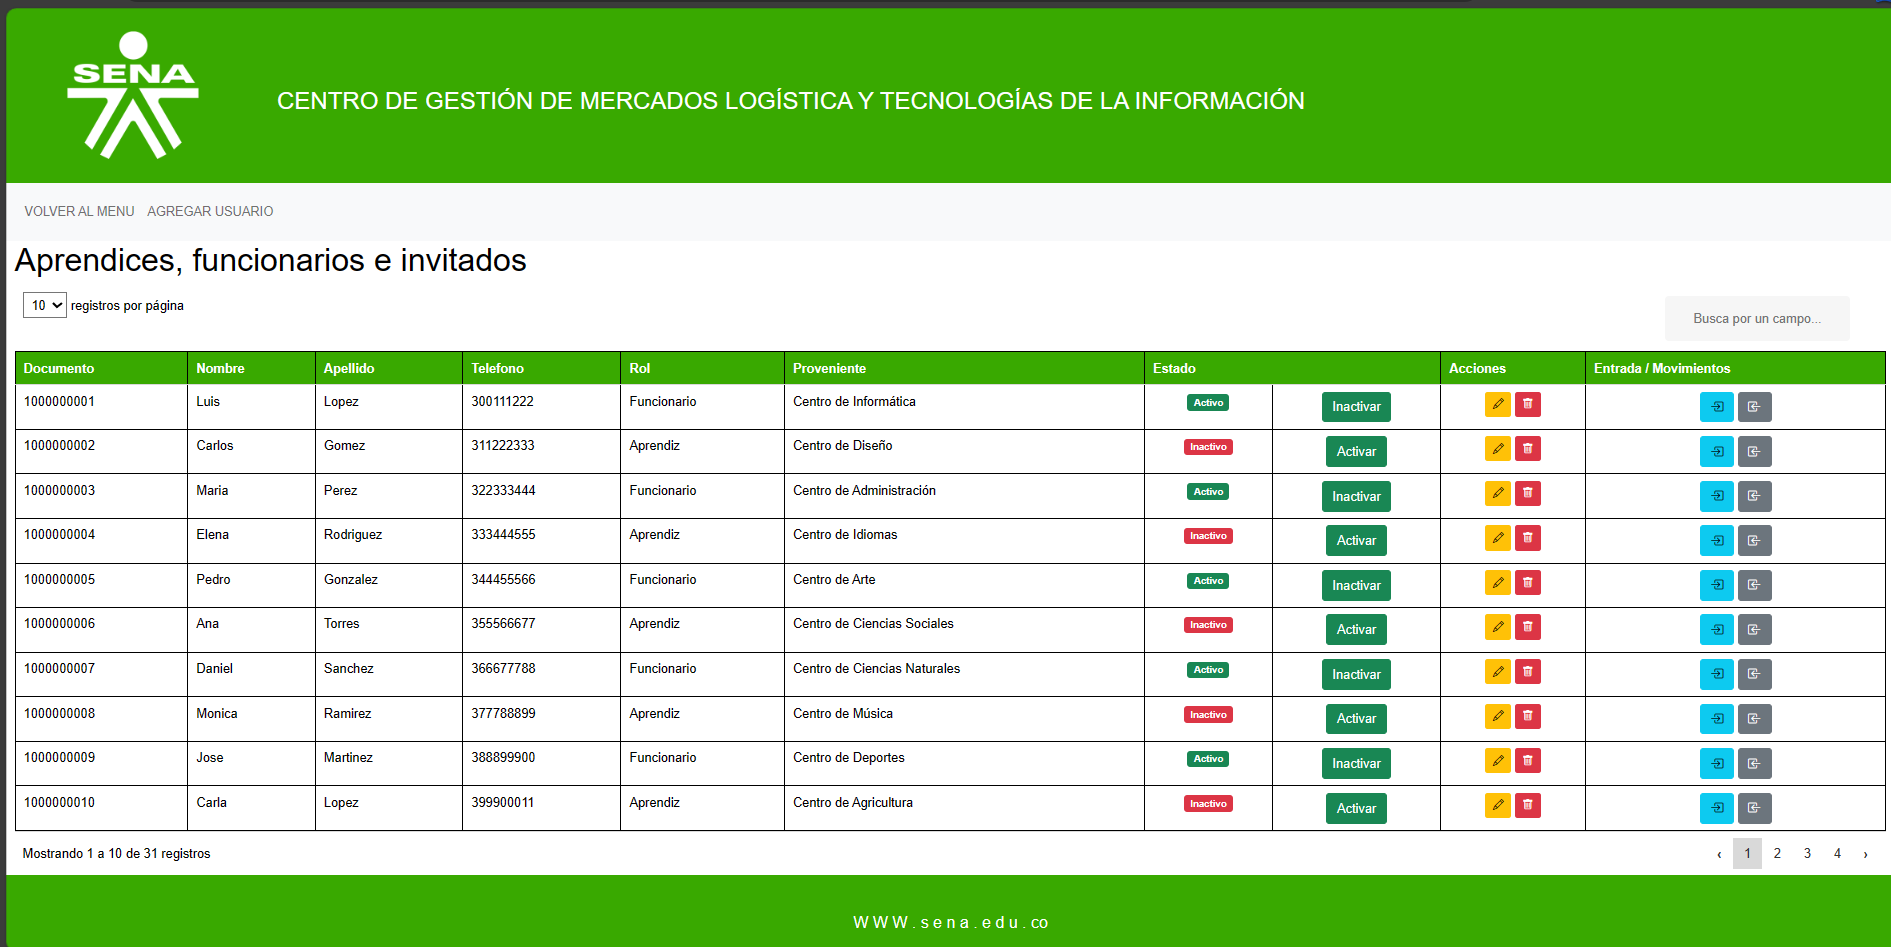 SENA
CENTRO DE GESTIÓN DE MERCADOS LOGÍSTICA Y TECNOLOGÍAS DE LA INFORMACIÓN
VOLVER AL MENU AGREGAR USUARIO
Aprendices, funcionarios e invitados
10 registros por página
Busca por un campo...
Documento Nombre Apellido Telefono Rol Proveniente Estado Acciones Entrada / Movimientos
1000000001 Luis Lopez 300111222 Funcionario Centro de Informática Activo Inactivar
1000000002 Carlos Gomez 311222333 Aprendiz Centro de Diseño Inactivo Activar
1000000003 Maria Perez 322333444 Funcionario Centro de Administración Activo Inactivar
1000000004 Elena Rodriguez 333444555 Aprendiz Centro de Idiomas Inactivo Activar
1000000005 Pedro Gonzalez 344455566 Funcionario Centro de Arte Activo Inactivar
1000000006 Ana Torres 355566677 Aprendiz Centro de Ciencias Sociales Inactivo Activar
1000000007 Daniel Sanchez 366677788 Funcionario Centro de Ciencias Naturales Activo Inactivar
1000000008 Monica Ramirez 377788899 Aprendiz Centro de Música Inactivo Activar
1000000009 Jose Martinez 388899900 Funcionario Centro de Deportes Activo Inactivar
1000000010 Carla Lopez 399900011 Aprendiz Centro de Agricultura Inactivo Activar
Mostrando 1 a 10 de 31 registros
‹ 1 2 3 4 ›
WWW.sena.edu.co